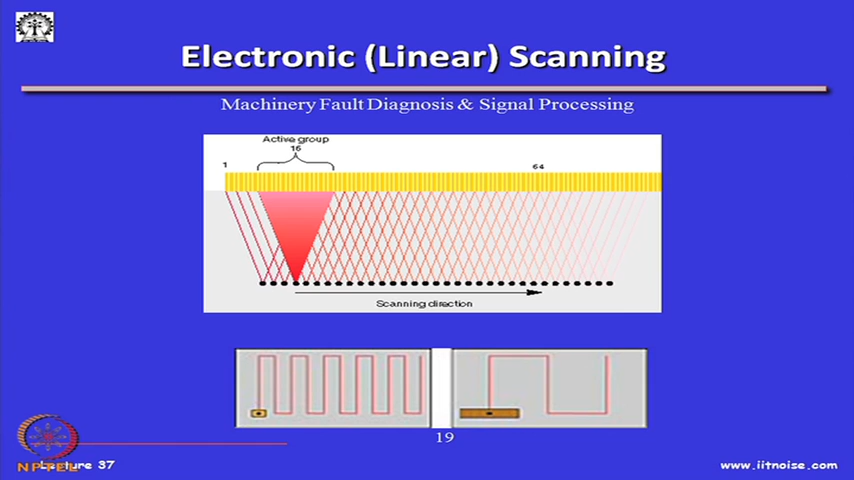 Electronic (Linear) Scanning
Machinery Fault Diagnosis & Signal Processing
Active group
16
1
64
Scanning direction
19
NPTEL
Lecture 37
www.iitnoise.com